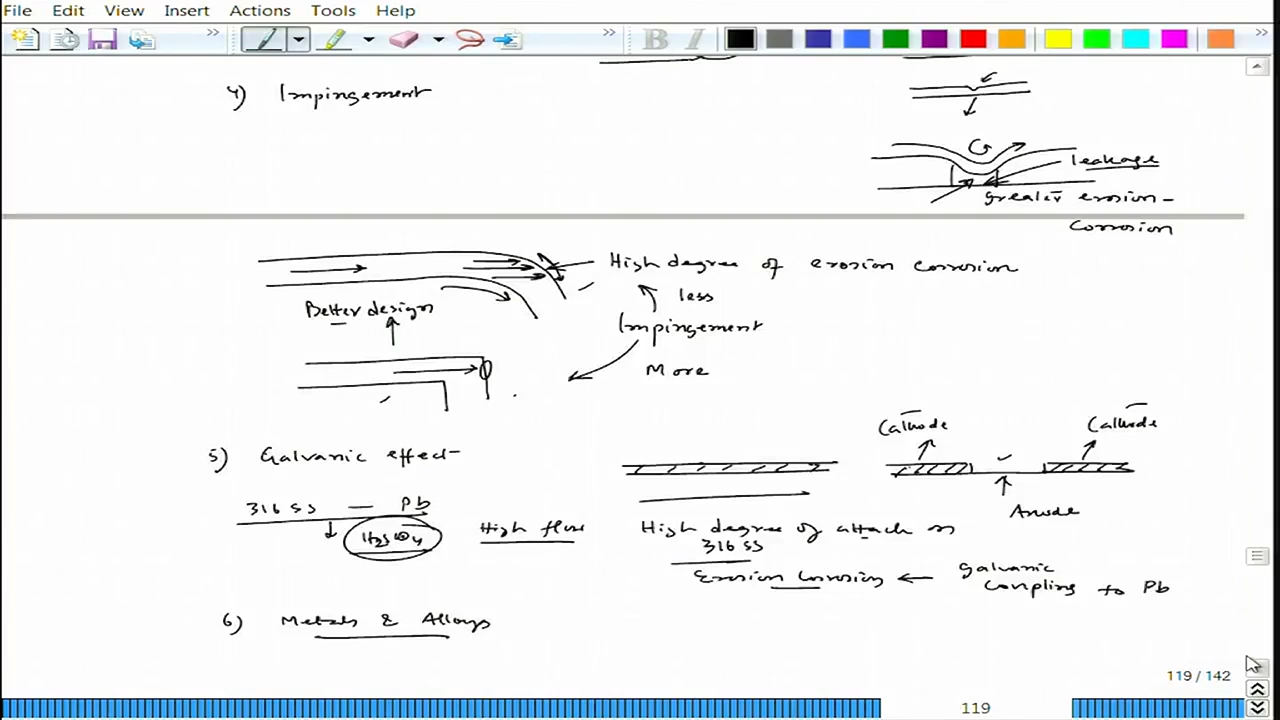 File Edit View Insert Actions Tools Help
B I
4) Impingement
leakage
Greater erosion-
Corrosion
High degree of erosion corrosion
less
Better design
Impingement
More
Cathode Cathode
5) Galvanic effect
316 SS — Pb
Anode
H2SO4 High flow High degree of attack on
316 SS
Erosion Corrosion ← galvanic
coupling to Pb
6) Metals & Alloys
119 / 142
119